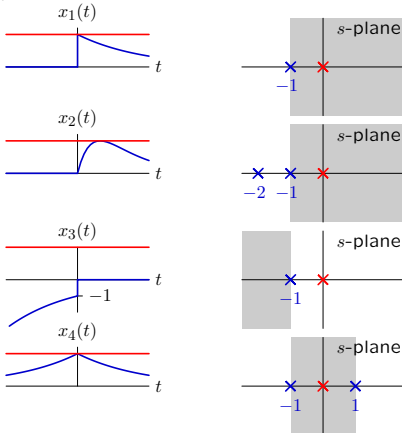 x₁(t)
s-plane
t
−1
x₂(t)
s-plane
t
−2 −1
x₃(t)
s-plane
t
−1
−1
x₄(t)
s-plane
t
−1 1